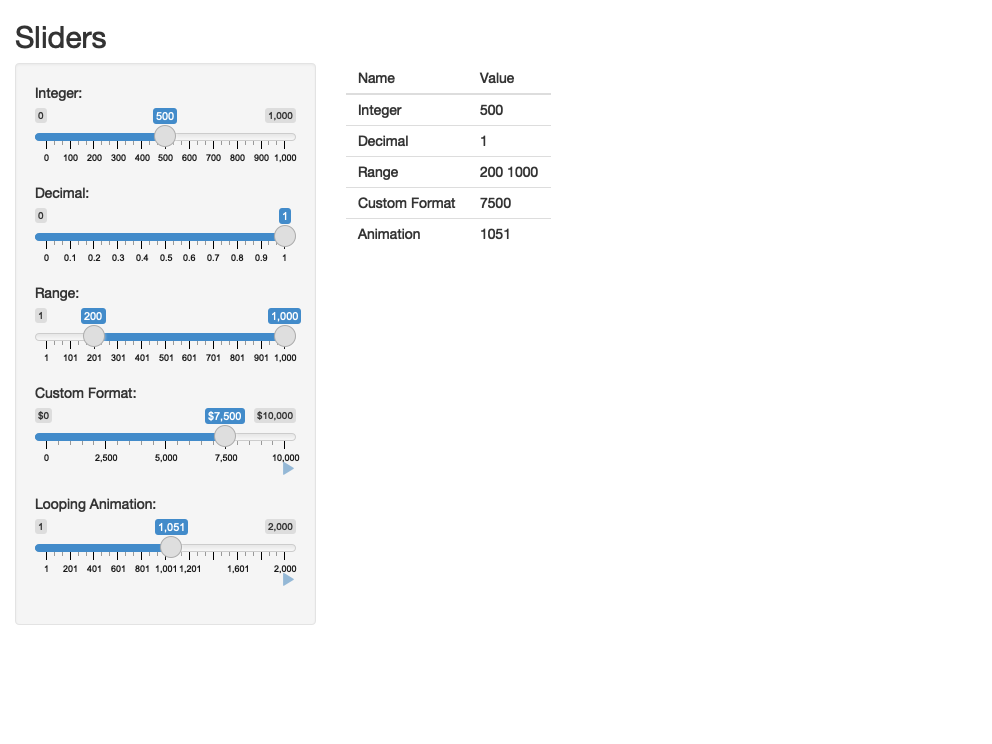 Sliders
Integer:
0 500 1,000
0 100 200 300 400 500 600 700 800 900 1,000
Decimal:
0 1
0 0.1 0.2 0.3 0.4 0.5 0.6 0.7 0.8 0.9 1
Range:
1 200 1,000
1 101 201 301 401 501 601 701 801 901 1,000
Custom Format:
$0 $7,500 $10,000
0 2,500 5,000 7,500 10,000
Looping Animation:
1 1,051 2,000
1 201 401 601 801 1,001 1,201 1,601 2,000
Name Value
Integer 500
Decimal 1
Range 200 1000
Custom Format 7500
Animation 1051